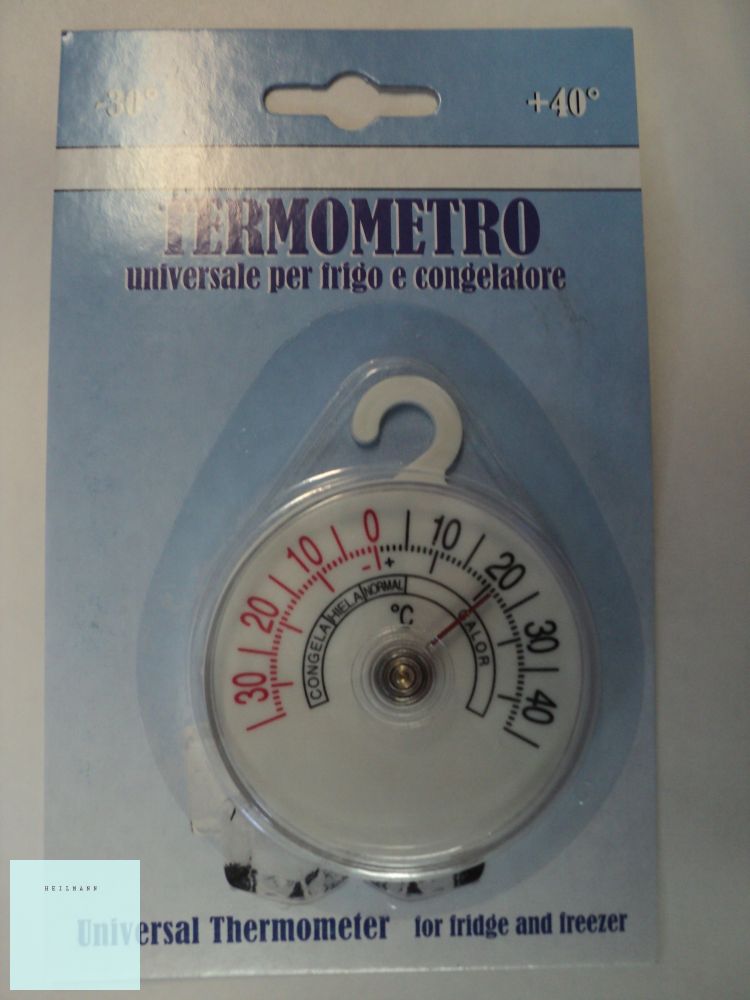 -30° +40°
TERMOMETRO
universale per frigo e congelatore
30 20 10 0 10 20 30 40
- +
CONGELA HIELA NORMAL CALOR
°C
HEILMANN
Universal Thermometer for fridge and freezer